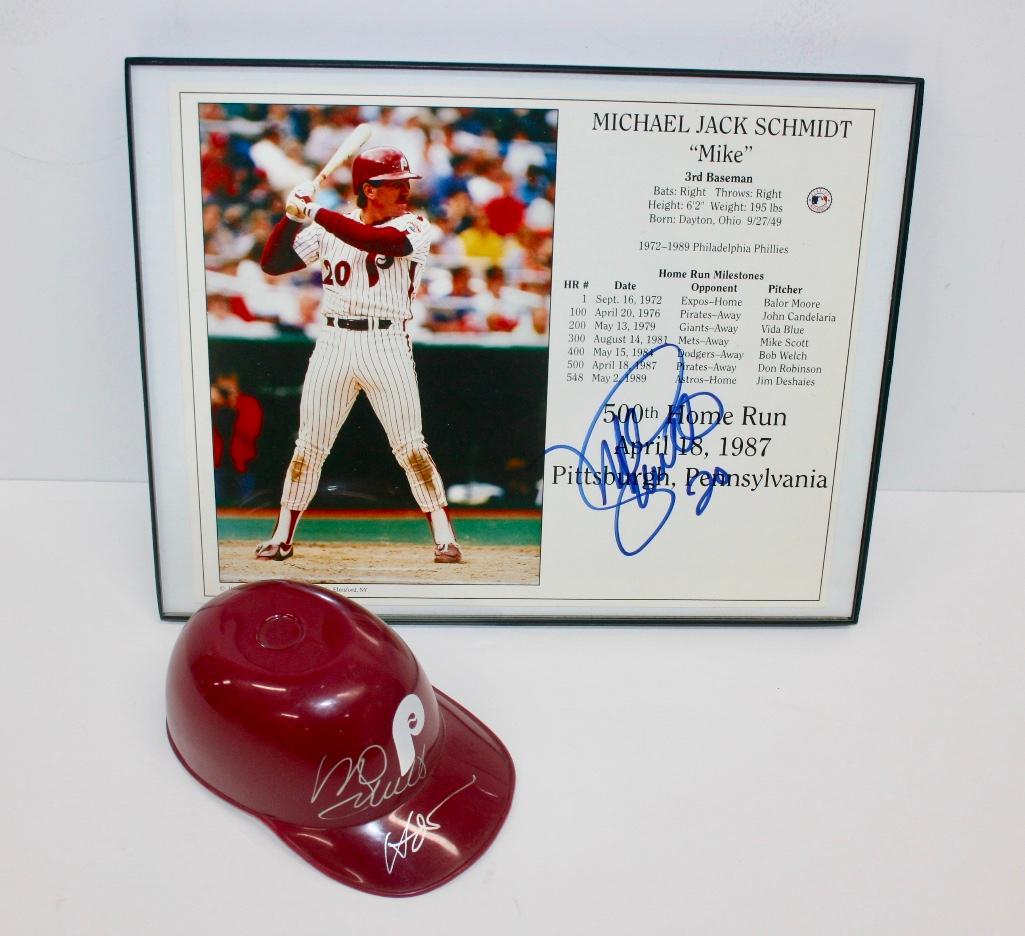 MICHAEL JACK SCHMIDT
“Mike”
3rd Baseman
Bats: Right Throws: Right
Height: 6'2" Weight: 195 lbs
Born: Dayton, Ohio 9/27/49
1972–1989 Philadelphia Phillies
Home Run Milestones
HR # Date Opponent Pitcher
1 Sept. 16, 1972 Expos–Home Balor Moore
100 April 20, 1976 Pirates–Away John Candelaria
200 May 13, 1979 Giants–Away Vida Blue
300 August 14, 1981 Mets–Away Mike Scott
400 May 15, 1984 Dodgers–Away Bob Welch
500 April 18, 1987 Pirates–Away Don Robinson
548 May 2, 1989 Astros–Home Jim Deshaies
500th Home Run
April 18, 1987
Pittsburgh, Pennsylvania
20
20
P
Elmsford, NY
P